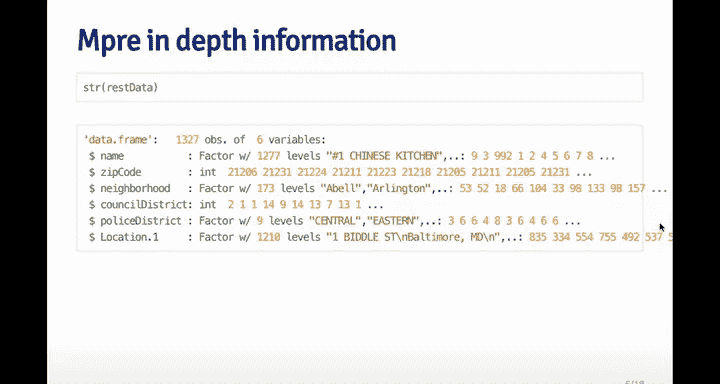 Mpre in depth information
str(restData)
'data.frame':   1327 obs. of  6 variables:
 $ name           : Factor w/ 1277 levels "#1 CHINESE KITCHEN",..: 9 3 992 1 2 4 5 6 7 8 ...
 $ zipCode        : int  21206 21231 21224 21211 21223 21218 21205 21211 21205 21231 ...
 $ neighborhood   : Factor w/ 173 levels "Abell","Arlington",..: 53 52 18 66 104 33 98 133 98 157 ...
 $ councilDistrict: int  2 1 1 14 9 14 13 7 13 1 ...
 $ policeDistrict : Factor w/ 9 levels "CENTRAL","EASTERN",..: 3 6 6 4 8 3 6 4 6 6 ...
 $ Location.1     : Factor w/ 1210 levels "1 BIDDLE ST\nBaltimore, MD\n",..: 835 334 554 755 492 537